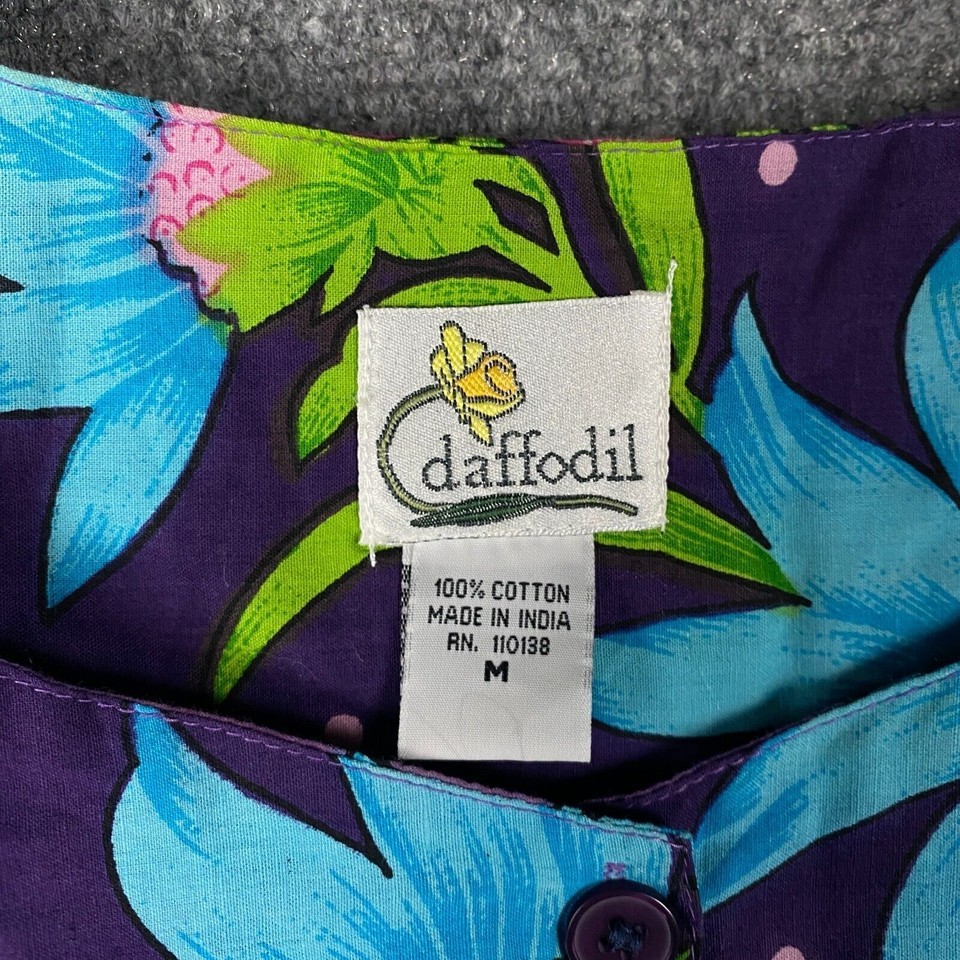 daffodil
100% COTTON
MADE IN INDIA
RN. 110138
M